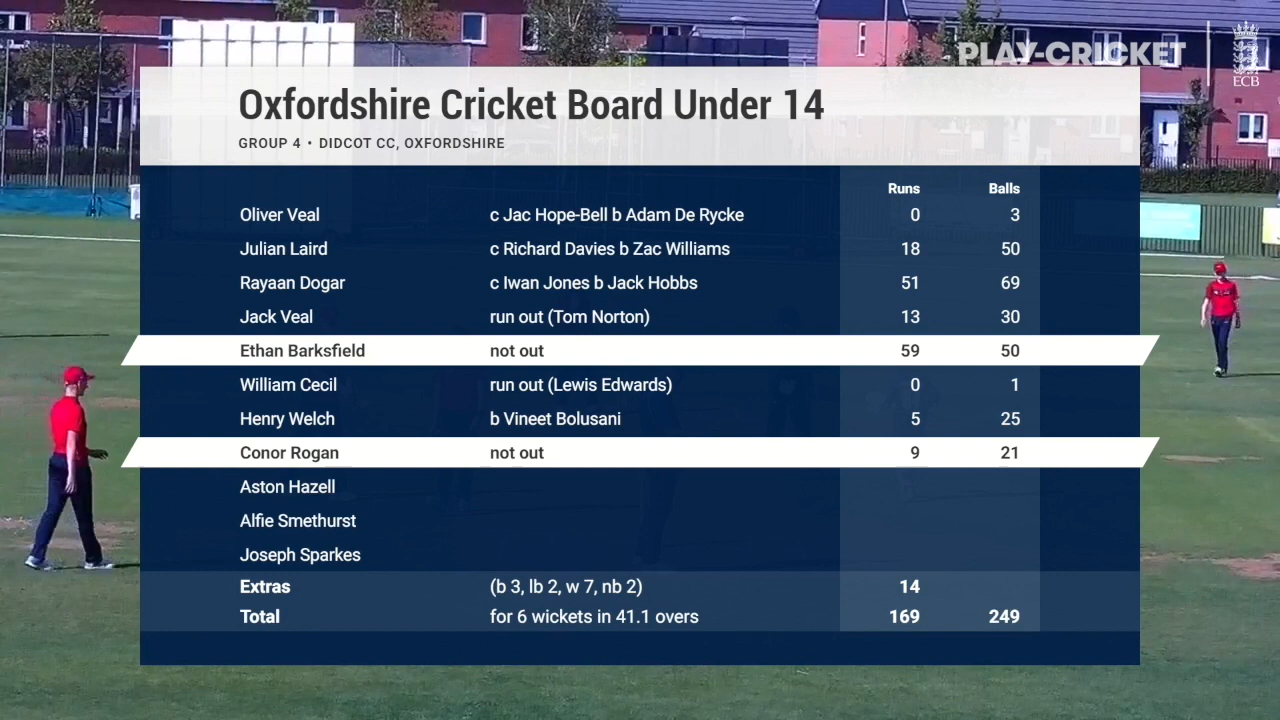 PLAY-CRICKET
ECB
Oxfordshire Cricket Board Under 14
GROUP 4 • DIDCOT CC, OXFORDSHIRE
Runs Balls
Oliver Veal c Jac Hope-Bell b Adam De Rycke 0 3
Julian Laird c Richard Davies b Zac Williams 18 50
Rayaan Dogar c Iwan Jones b Jack Hobbs 51 69
Jack Veal run out (Tom Norton) 13 30
Ethan Barksfield not out 59 50
William Cecil run out (Lewis Edwards) 0 1
Henry Welch b Vineet Bolusani 5 25
Conor Rogan not out 9 21
Aston Hazell
Alfie Smethurst
Joseph Sparkes
Extras (b 3, lb 2, w 7, nb 2) 14
Total for 6 wickets in 41.1 overs 169 249